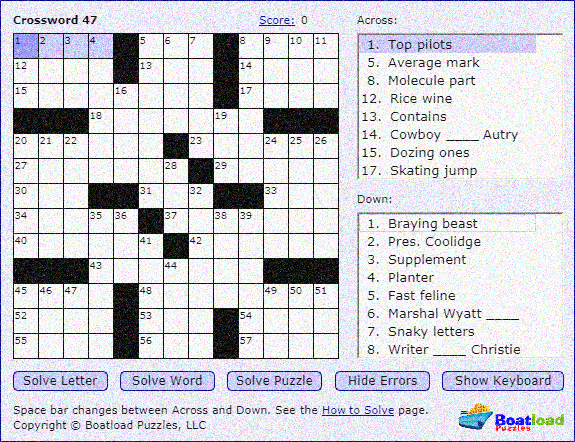 Crossword 47
Score: 0
1 2 3 4 5 6 7 8 9 10 11
12 13 14
15 16 17
18 19
20 21 22 23 24 25 26
27 28 29
30 31 32 33
34 35 36 37 38 39
40 41 42
43 44
45 46 47 48 49 50 51
52 53 54
55 56 57
Across:
1. Top pilots
5. Average mark
8. Molecule part
12. Rice wine
13. Contains
14. Cowboy ____ Autry
15. Dozing ones
17. Skating jump
Down:
1. Braying beast
2. Pres. Coolidge
3. Supplement
4. Planter
5. Fast feline
6. Marshal Wyatt ____
7. Snaky letters
8. Writer ____ Christie
Solve Letter
Solve Word
Solve Puzzle
Hide Errors
Show Keyboard
Space bar changes between Across and Down. See the How to Solve page.
Copyright © Boatload Puzzles, LLC
Boatload
Puzzles